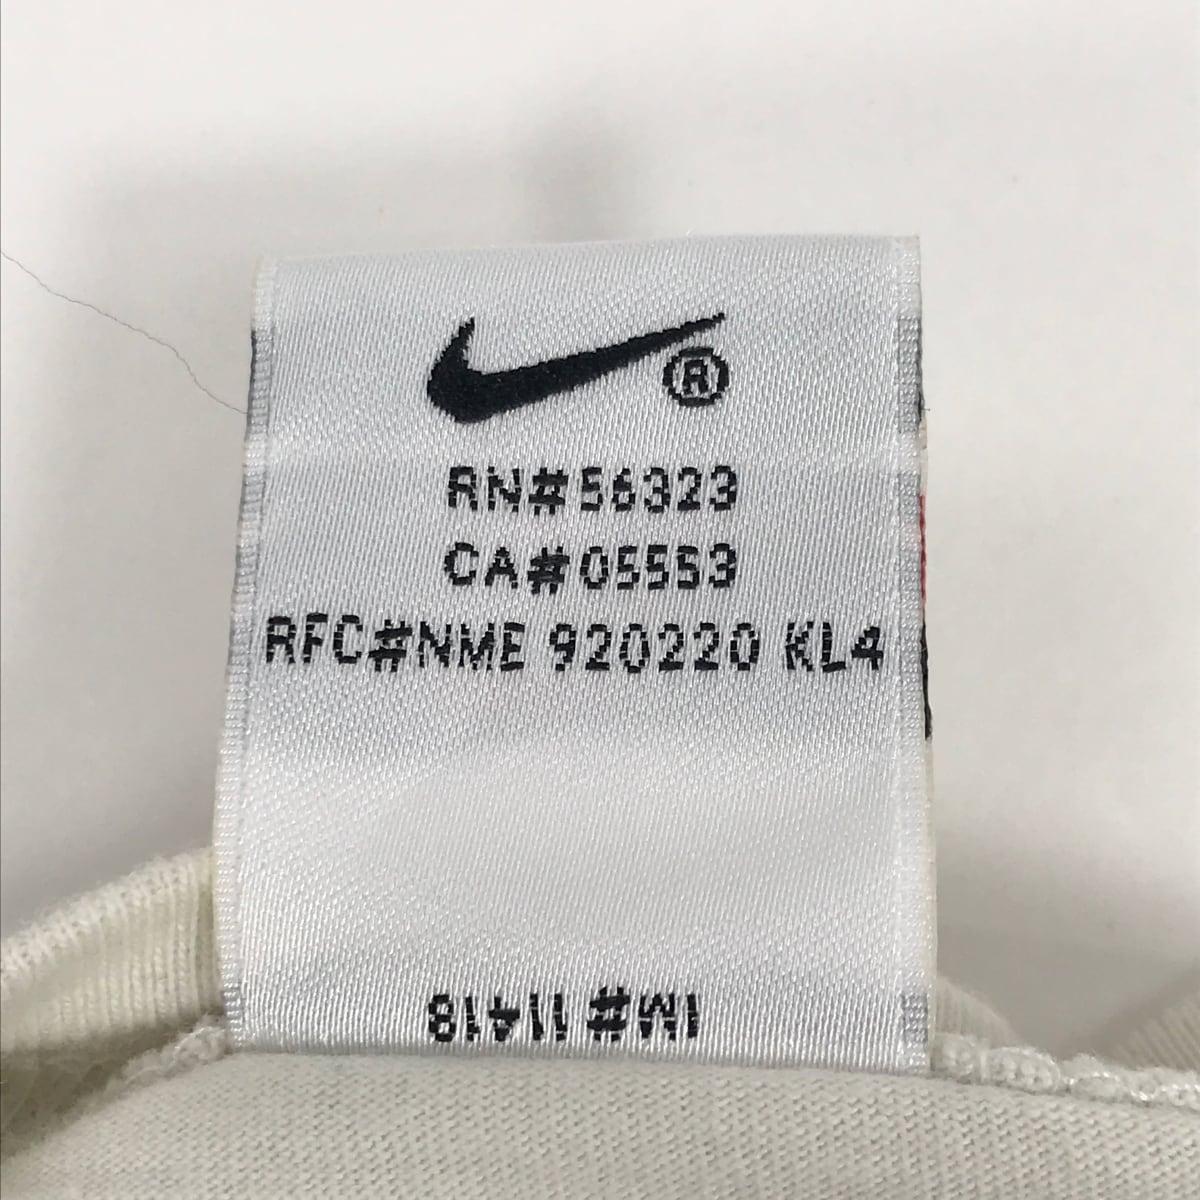 ®
RN#56323
CA#05553
RFC#NME 920220 KL4
IM# 11418